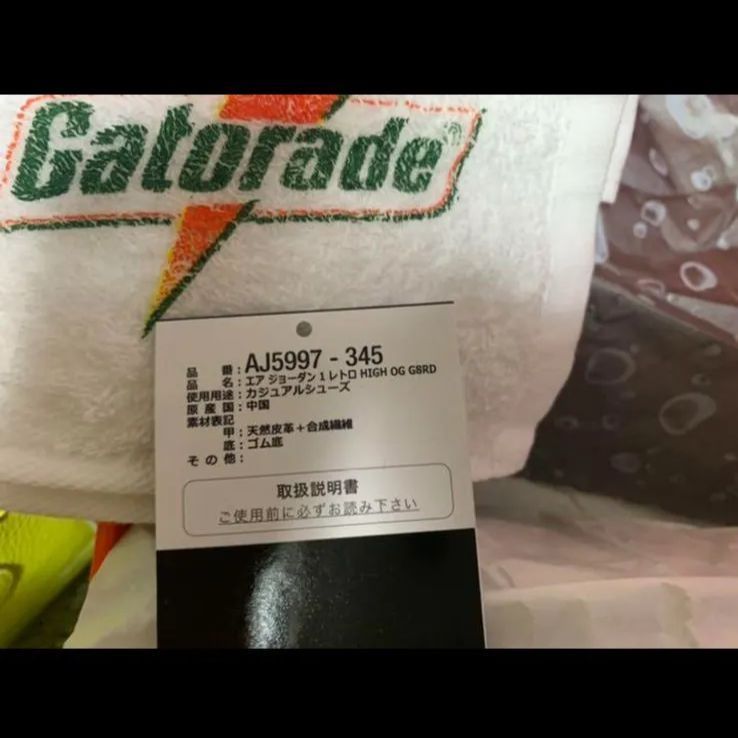 Gatorade
品番：AJ5997 - 345
品名：エア ジョーダン 1 レトロ HIGH OG G8RD
使用用途：カジュアルシューズ
原産国：中国
素材表記
甲：天然皮革＋合成繊維
底：ゴム底
その他：
取扱説明書
ご使用前に必ずお読み下さい